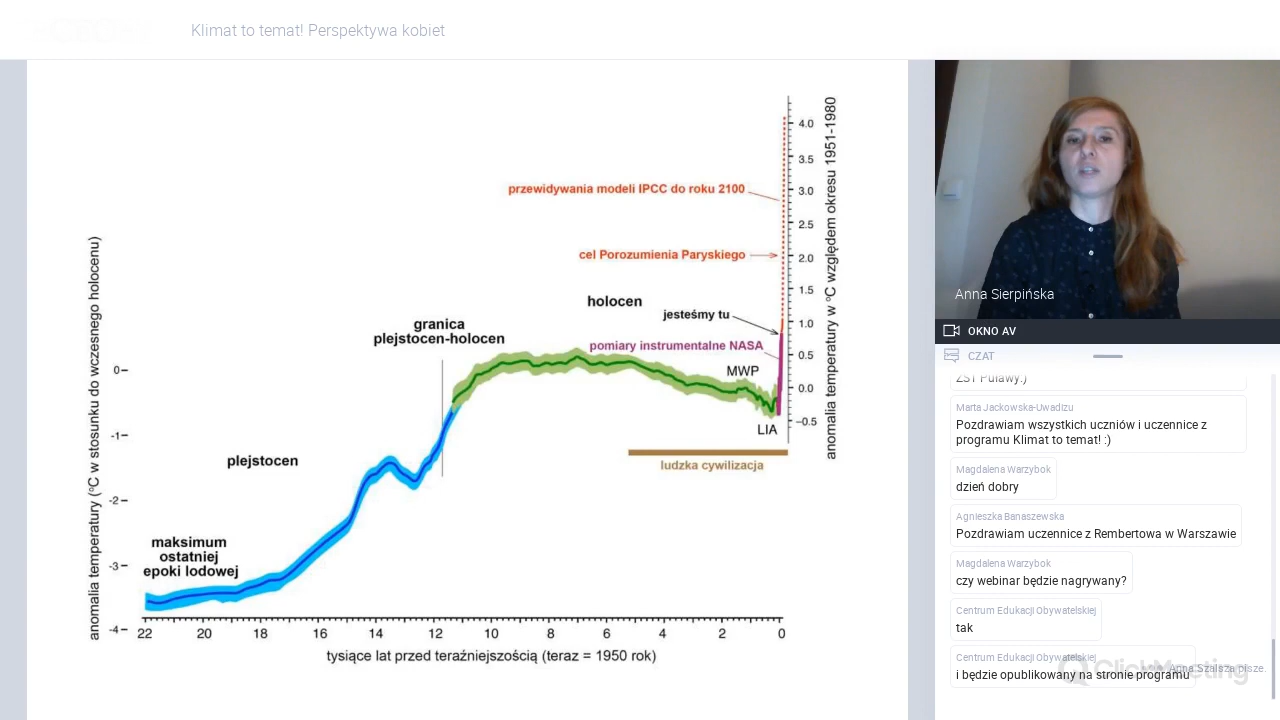 Klimat to temat! Perspektywa kobiet
anomalia temperatury (°C w stosunku do wczesnego holocenu)
0
-1
-2
-3
-4
maksimum
ostatniej
epoki lodowej
plejstocen
granica
plejstocen-holocen
holocen
przewidywania modeli IPCC do roku 2100
cel Porozumienia Paryskiego
jesteśmy tu
pomiary instrumentalne NASA
MWP
LIA
ludzka cywilizacja
4.0
3.5
3.0
2.5
2.0
1.5
1.0
0.5
0.0
-0.5
anomalia temperatury w °C względem okresu 1951-1980
22 20 18 16 14 12 10 8 6 4 2 0
tysiące lat przed teraźniejszością (teraz = 1950 rok)
Anna Sierpińska
OKNO AV
CZAT
ZST Puławy:)
Marta Jackowska-Uwadizu
Pozdrawiam wszystkich uczniów i uczennice z
programu Klimat to temat! :)
Magdalena Warzybok
dzień dobry
Agnieszka Banaszewska
Pozdrawiam uczennice z Rembertowa w Warszawie
Magdalena Warzybok
czy webinar będzie nagrywany?
Centrum Edukacji Obywatelskiej
tak
Centrum Edukacji Obywatelskiej
i będzie opublikowany na stronie programu
Anna Szalsza pisze.
ClickMeeting